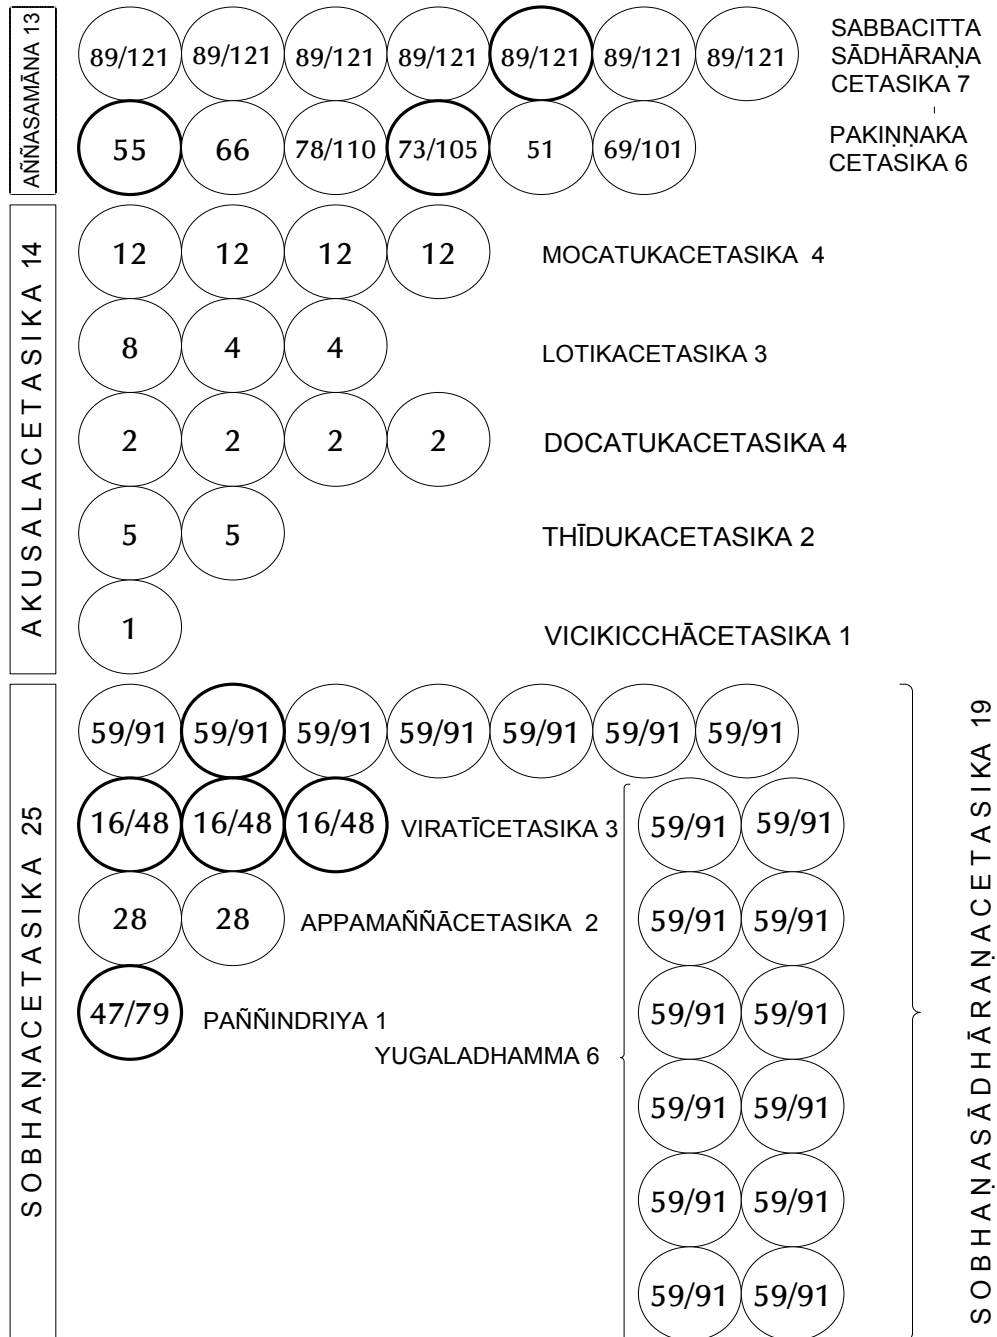 AÑÑASAMĀNA 13
89/121 89/121 89/121 89/121 89/121 89/121 89/121
SABBACITTA
SĀDHĀRAṆA
CETASIKA 7
55 66 78/110 73/105 51 69/101
PAKIṆṆAKA
CETASIKA 6
AKUSALACETASIKA 14
12 12 12 12 MOCATUKACETASIKA 4
8 4 4 LOTIKACETASIKA 3
2 2 2 2 DOCATUKACETASIKA 4
5 5 THĪDUKACETASIKA 2
1 VICIKICCHĀCETASIKA 1
SOBHAṆACETASIKA 25
59/91 59/91 59/91 59/91 59/91 59/91 59/91
16/48 16/48 16/48 VIRATĪCETASIKA 3 59/91 59/91
28 28 APPAMAÑÑĀCETASIKA 2 59/91 59/91
47/79 PAÑÑINDRIYA 1 59/91 59/91
YUGALADHAMMA 6
59/91 59/91
59/91 59/91
59/91 59/91
SOBHAṆASĀDHĀRAṆACETASIKA 19